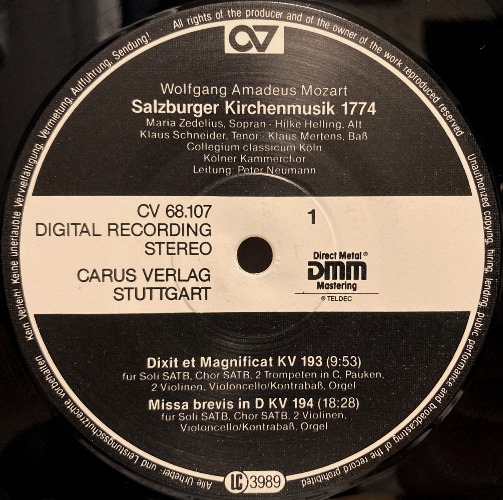 All rights of the producer and of the owner of the work reproduced reserved. Unauthorized copying, hiring, lending, public performance and broadcasting of the record prohibited
CV
Wolfgang Amadeus Mozart
Salzburger Kirchenmusik 1774
Maria Zedelius, Sopran · Hilke Helling, Alt
Klaus Schneider, Tenor · Klaus Mertens, Baß
Collegium classicum Köln
Kölner Kammerchor
Leitung: Peter Neumann
CV 68.107
DIGITAL RECORDING
STEREO
CARUS VERLAG
STUTTGART
1
Direct Metal®
DMM
Mastering
® TELDEC
Dixit et Magnificat KV 193 (9:53)
für Soli SATB, Chor SATB, 2 Trompeten in C, Pauken,
2 Violinen, Violoncello/Kontrabaß, Orgel
Missa brevis in D KV 194 (18:28)
für Soli SATB, Chor SATB, 2 Violinen,
Violoncello/Kontrabaß, Orgel
LC 3989
Alle Urheber- und Leistungsschutzrechte vorbehalten. Kein Verleih! Keine unerlaubte Vervielfältigung, Vermietung, Aufführung, Sendung!